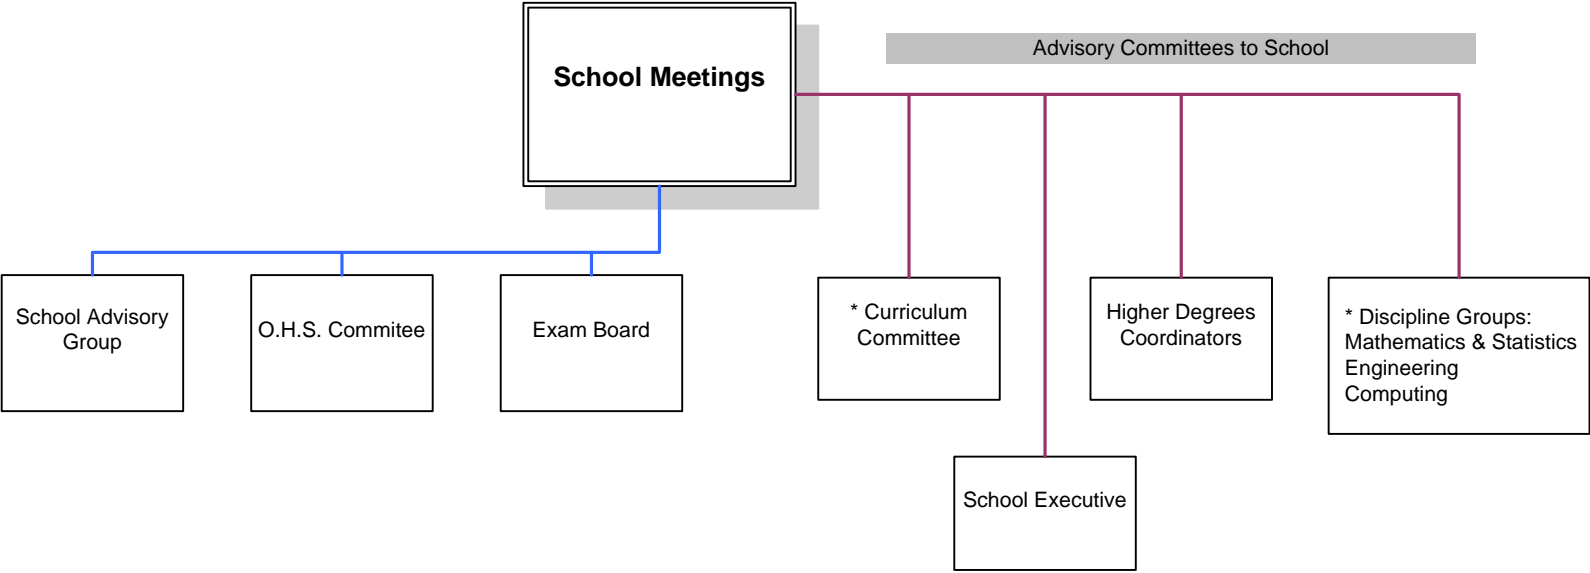 School Meetings
Advisory Committees to School
School Advisory
Group
O.H.S. Commitee
Exam Board
* Curriculum
Committee
Higher Degrees
Coordinators
* Discipline Groups:
Mathematics & Statistics
Engineering
Computing
School Executive